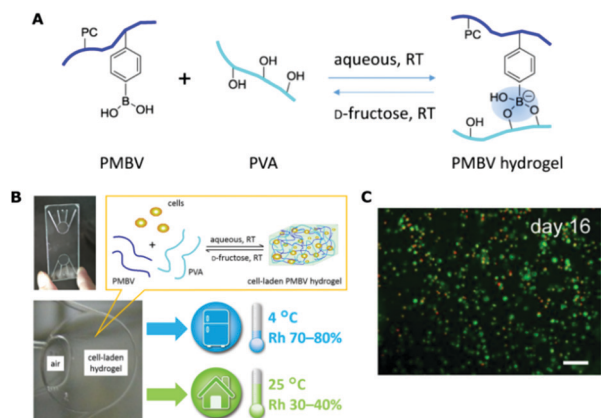 A
PC
HO
B
OH
PMBV
+
OH
OH
OH
PVA
aqueous, RT
D-fructose, RT
PC
HO
B
O
O
OH
PMBV hydrogel
B
cells
+
PMBV
PVA
aqueous, RT
D-fructose, RT
cell-laden PMBV hydrogel
air
cell-laden
hydrogel
4 °C
Rh 70–80%
25 °C
Rh 30–40%
C
day 16